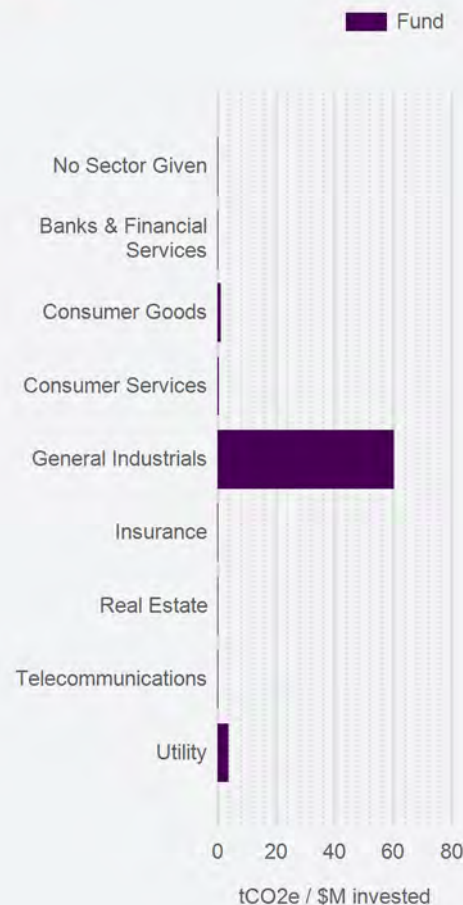 Fund
No Sector Given
Banks & Financial
Services
Consumer Goods
Consumer Services
General Industrials
Insurance
Real Estate
Telecommunications
Utility
0 20 40 60 80
tCO2e / $M invested